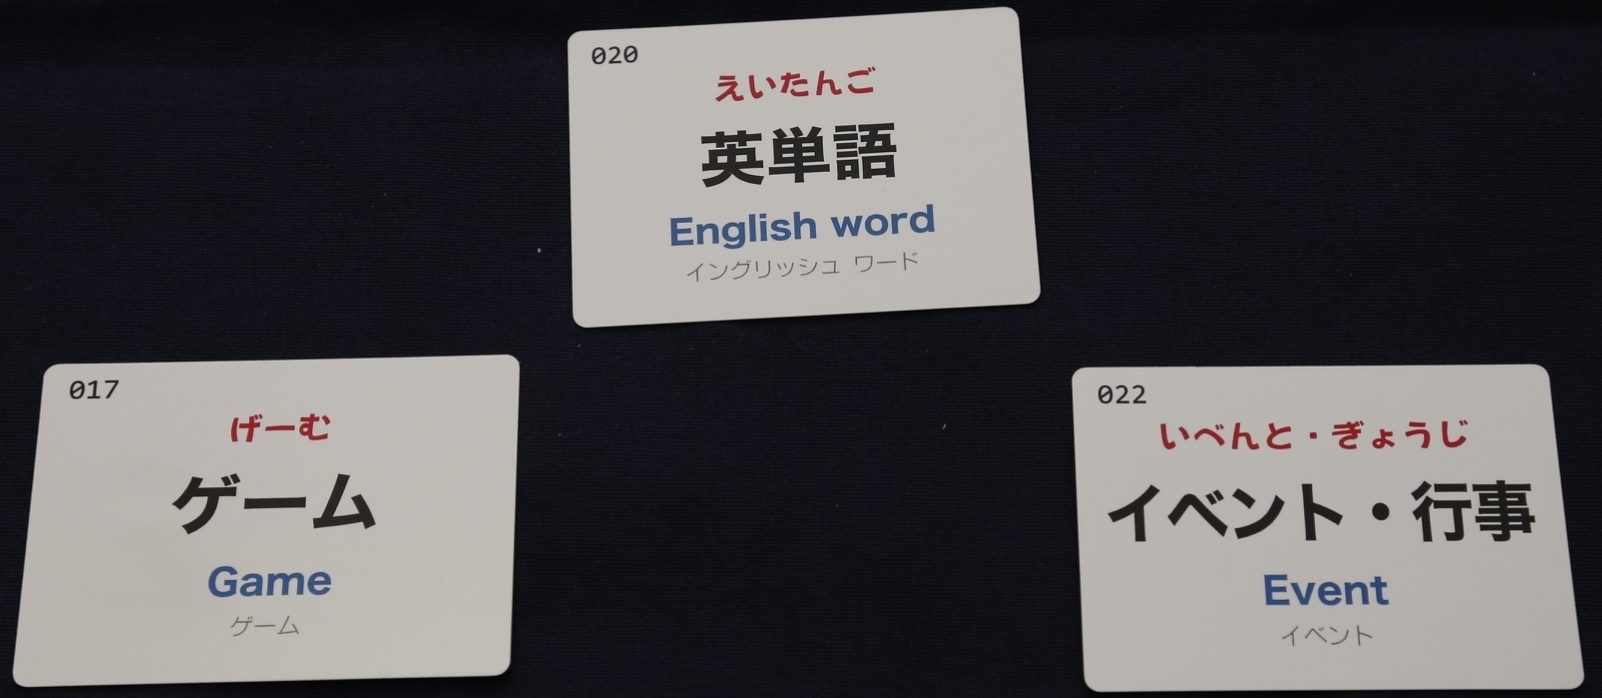 020
えいたんご
英単語
English word
イングリッシュ ワード
017
げーむ
ゲーム
Game
ゲーム
022
いべんと・ぎょうじ
イベント・行事
Event
イベント